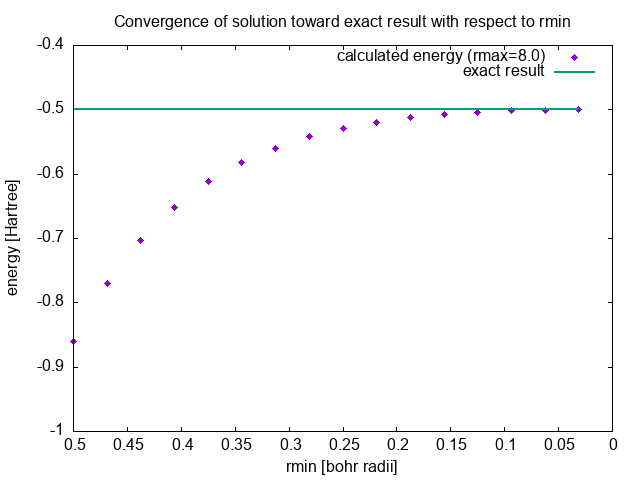 Convergence of solution toward exact result with respect to rmin
calculated energy (rmax=8.0)
exact result
energy [Hartree]
-0.4
-0.5
-0.6
-0.7
-0.8
-0.9
-1
0.5 0.45 0.4 0.35 0.3 0.25 0.2 0.15 0.1 0.05 0
rmin [bohr radii]